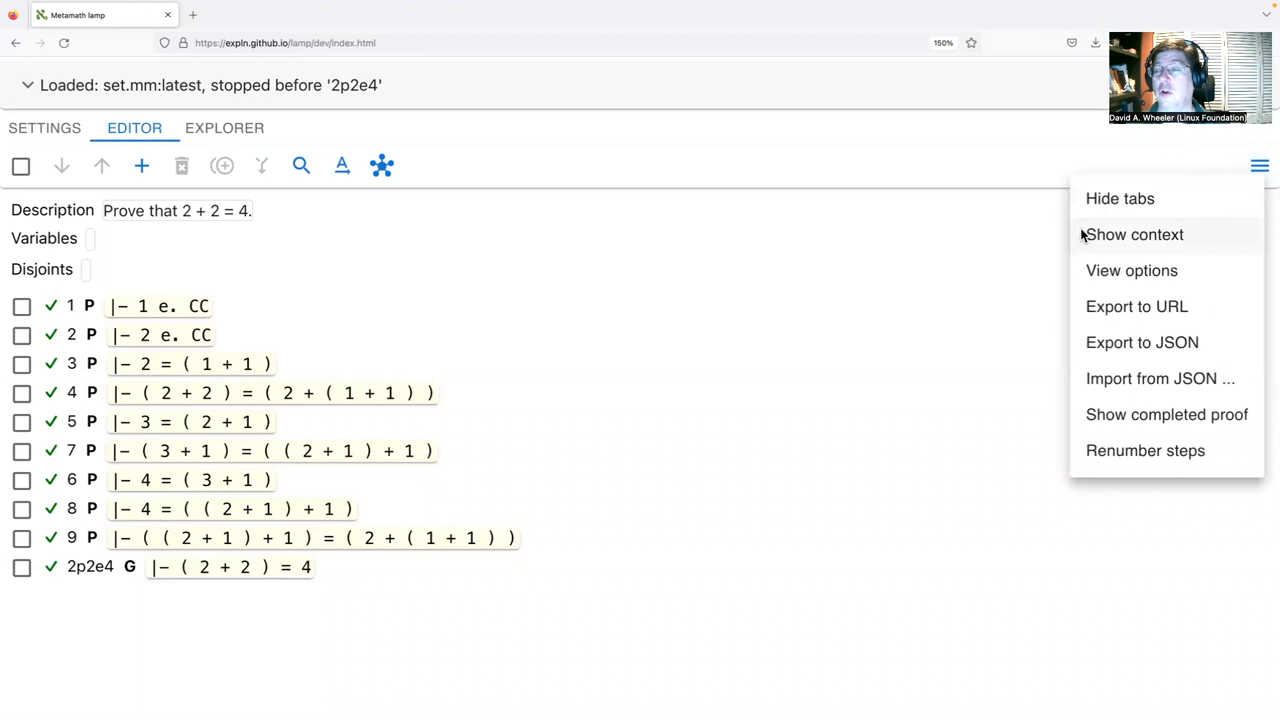 Metamath lamp
https://expln.github.io/lamp/dev/index.html
150%
David A. Wheeler (Linux Foundation)
Loaded: set.mm:latest, stopped before '2p2e4'
SETTINGS EDITOR EXPLORER
Description Prove that 2 + 2 = 4.
Variables
Disjoints
1 P |- 1 e. CC
2 P |- 2 e. CC
3 P |- 2 = ( 1 + 1 )
4 P |- ( 2 + 2 ) = ( 2 + ( 1 + 1 ) )
5 P |- 3 = ( 2 + 1 )
7 P |- ( 3 + 1 ) = ( ( 2 + 1 ) + 1 )
6 P |- 4 = ( 3 + 1 )
8 P |- 4 = ( ( 2 + 1 ) + 1 )
9 P |- ( ( 2 + 1 ) + 1 ) = ( 2 + ( 1 + 1 ) )
2p2e4 G |- ( 2 + 2 ) = 4
Hide tabs
Show context
View options
Export to URL
Export to JSON
Import from JSON ...
Show completed proof
Renumber steps